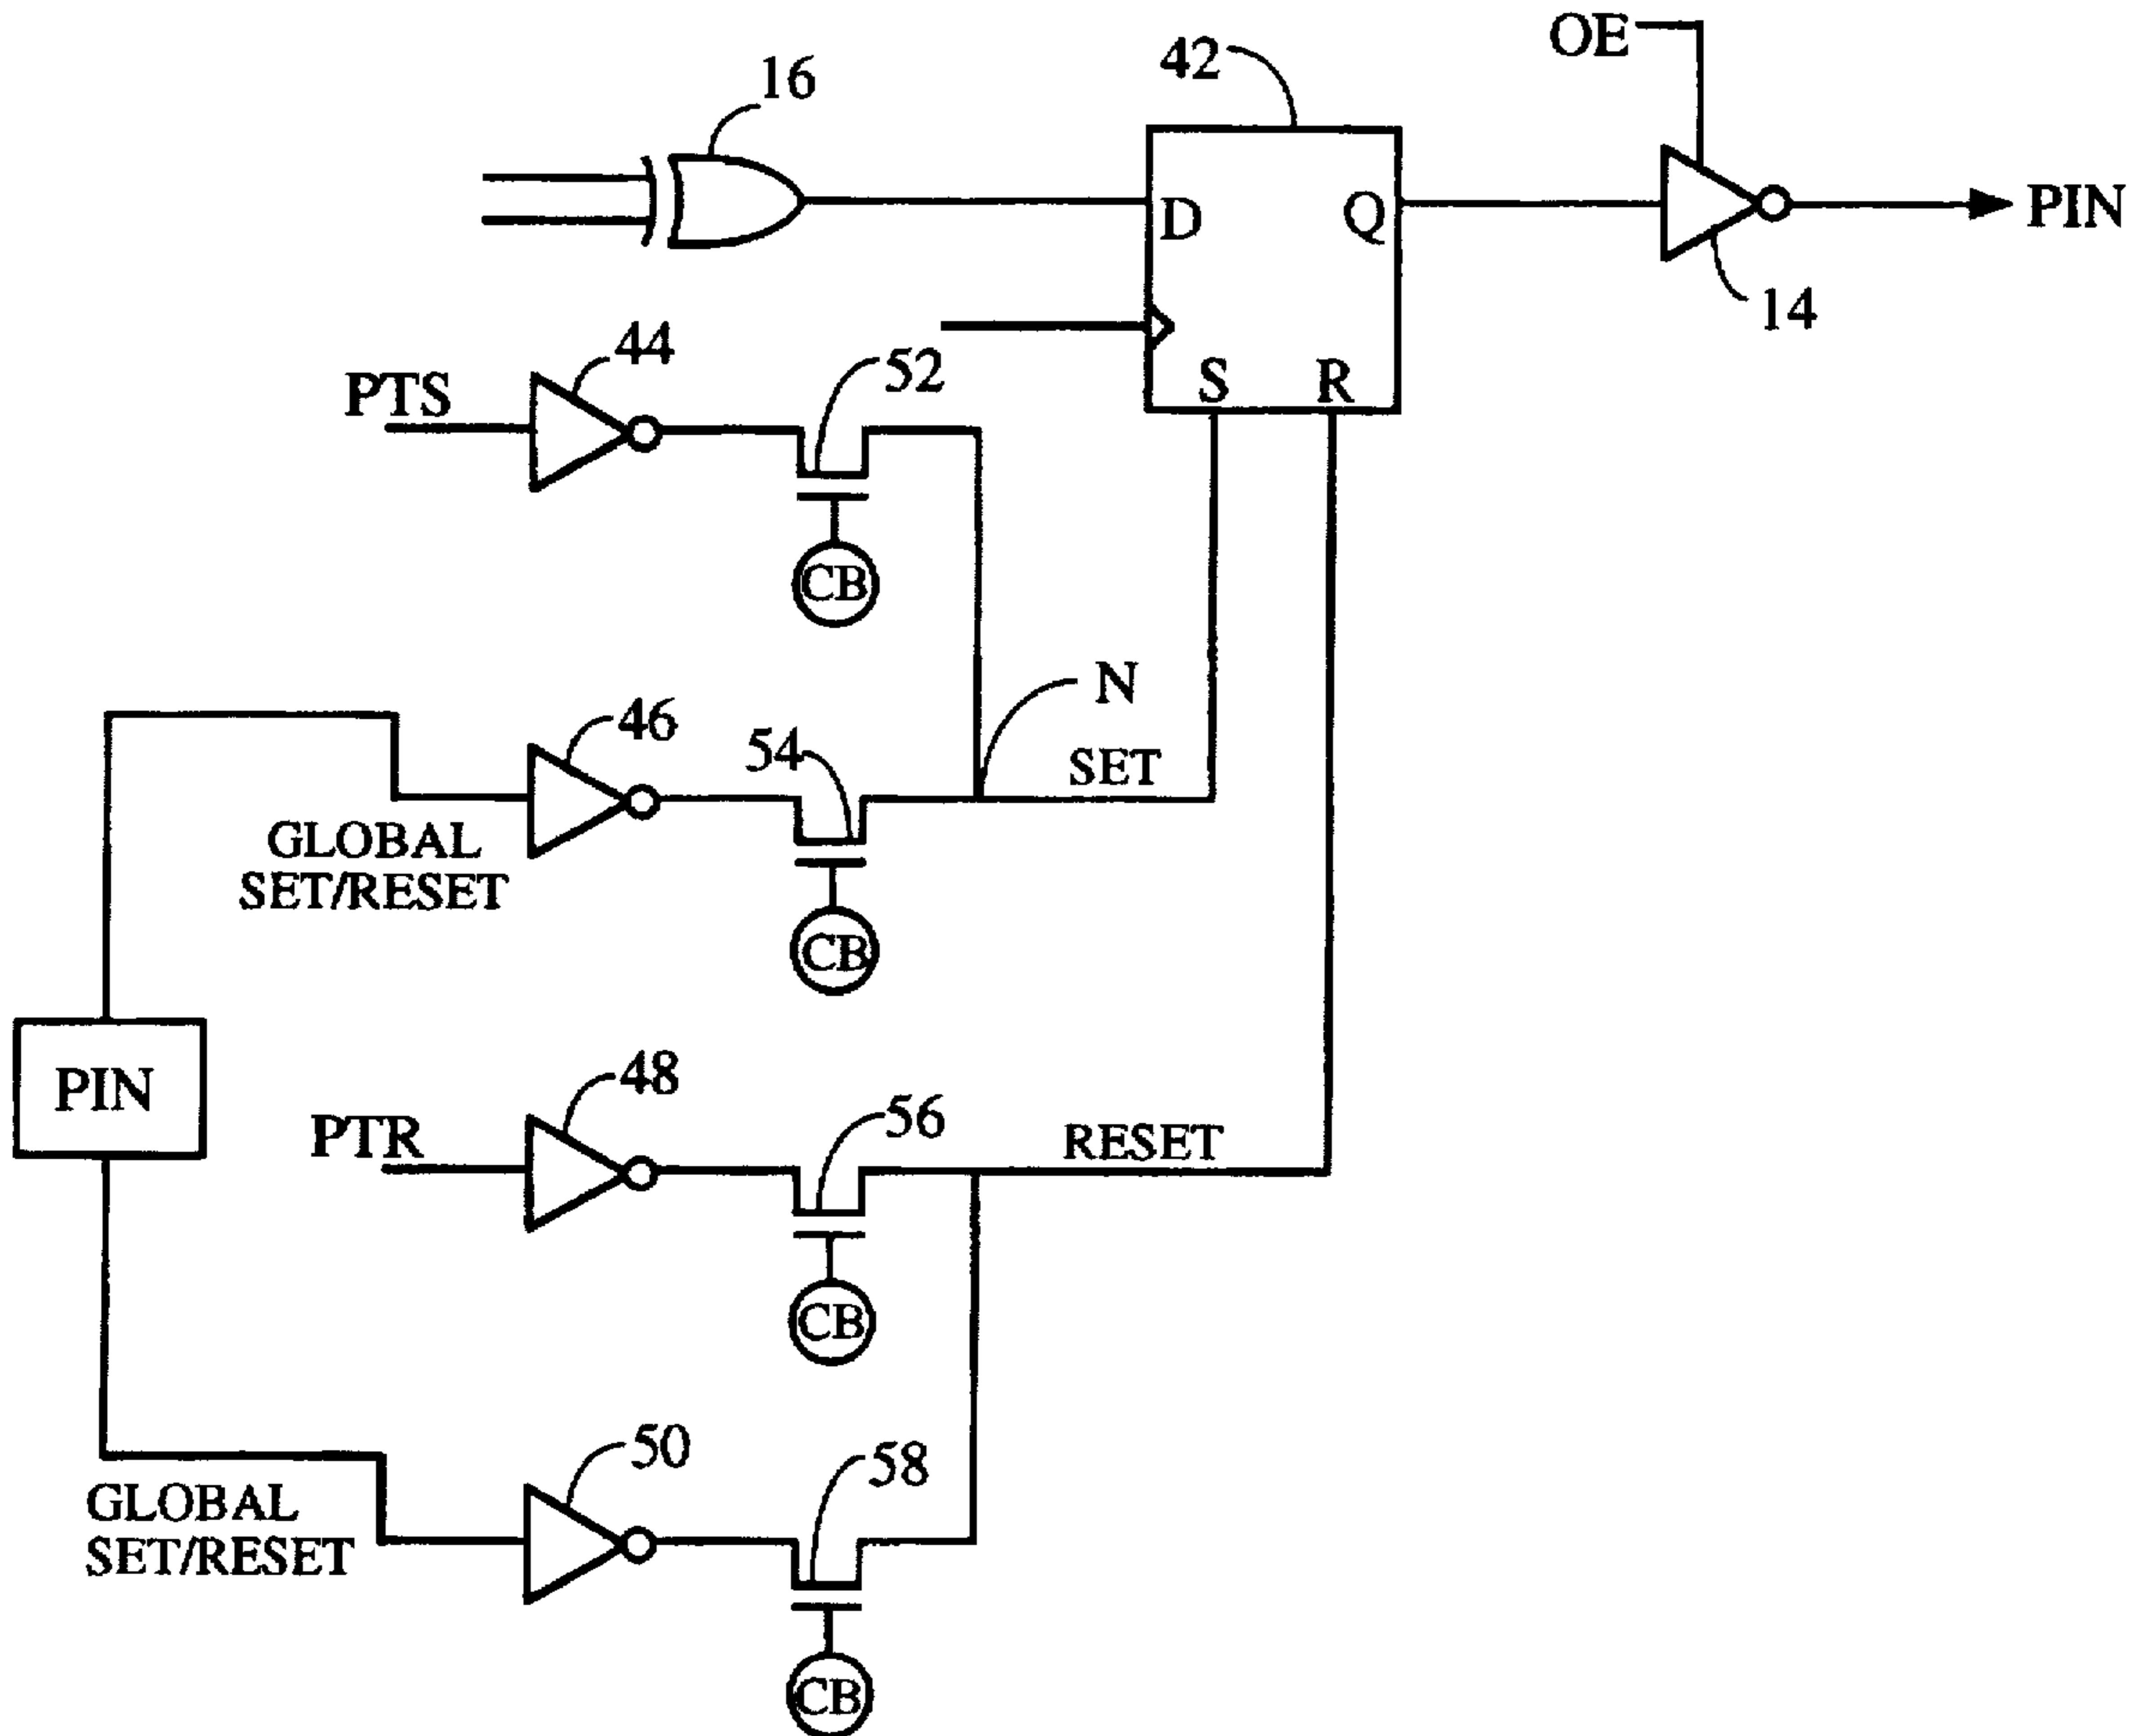 OE
42
16
D
Q
PIN
14
44
PTS
52
S
R
CB
N
46
54
SET
GLOBAL
SET/RESET
CB
PIN
48
PTR
56
RESET
CB
50
58
GLOBAL
SET/RESET
CB